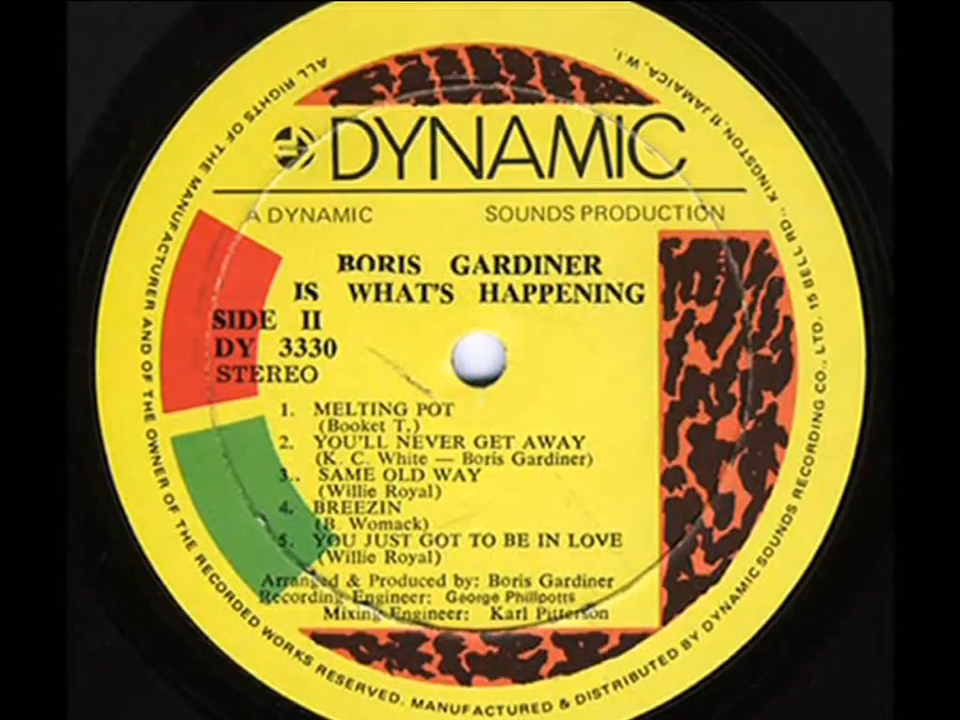 DYNAMIC
A DYNAMIC SOUNDS PRODUCTION
BORIS GARDINER
IS WHAT'S HAPPENING
SIDE II
DY 3330
STEREO
1. MELTING POT
(Booket T.)
2. YOU'LL NEVER GET AWAY
(K. C. White — Boris Gardiner)
3.. SAME OLD WAY
(Willie Royal)
4. BREEZIN
(B. Womack)
5. YOU JUST GOT TO BE IN LOVE
(Willie Royal)
Arranged & Produced by: Boris Gardiner
Recording Engineer: George Phillpotts
Mixing Engineer: Karl Pitterson
ALL RIGHTS OF THE MANUFACTURER AND OF THE OWNER OF THE RECORDED WORKS RESERVED. MANUFACTURED & DISTRIBUTED BY DYNAMIC SOUNDS RECORDING CO., LTD. 15 BELL RD., KINGSTON, 11 JAMAICA, W.I.